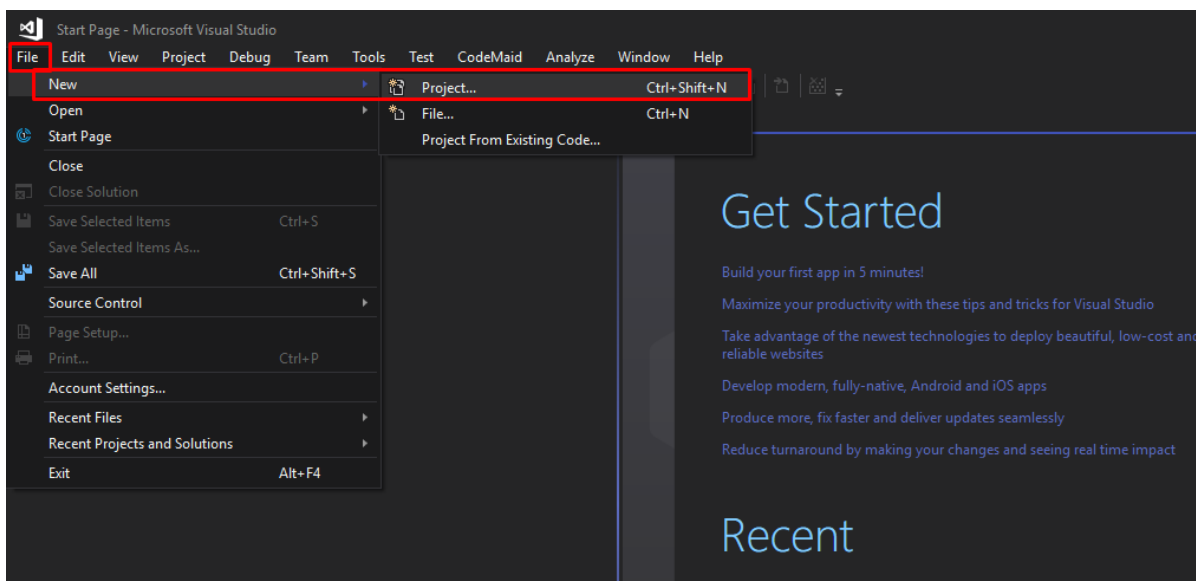 Start Page - Microsoft Visual Studio
File Edit View Project Debug Team Tools Test CodeMaid Analyze Window Help
New
Project... Ctrl+Shift+N
Open
File... Ctrl+N
Start Page
Project From Existing Code...
Close
Close Solution
Save Selected Items Ctrl+S
Save Selected Items As...
Save All Ctrl+Shift+S
Source Control
Page Setup...
Print... Ctrl+P
Account Settings...
Recent Files
Recent Projects and Solutions
Exit Alt+F4
Get Started
Build your first app in 5 minutes!
Maximize your productivity with these tips and tricks for Visual Studio
Take advantage of the newest technologies to deploy beautiful, low-cost and
reliable websites
Develop modern, fully-native, Android and iOS apps
Produce more, fix faster and deliver updates seamlessly
Reduce turnaround by making your changes and seeing real time impact
Recent